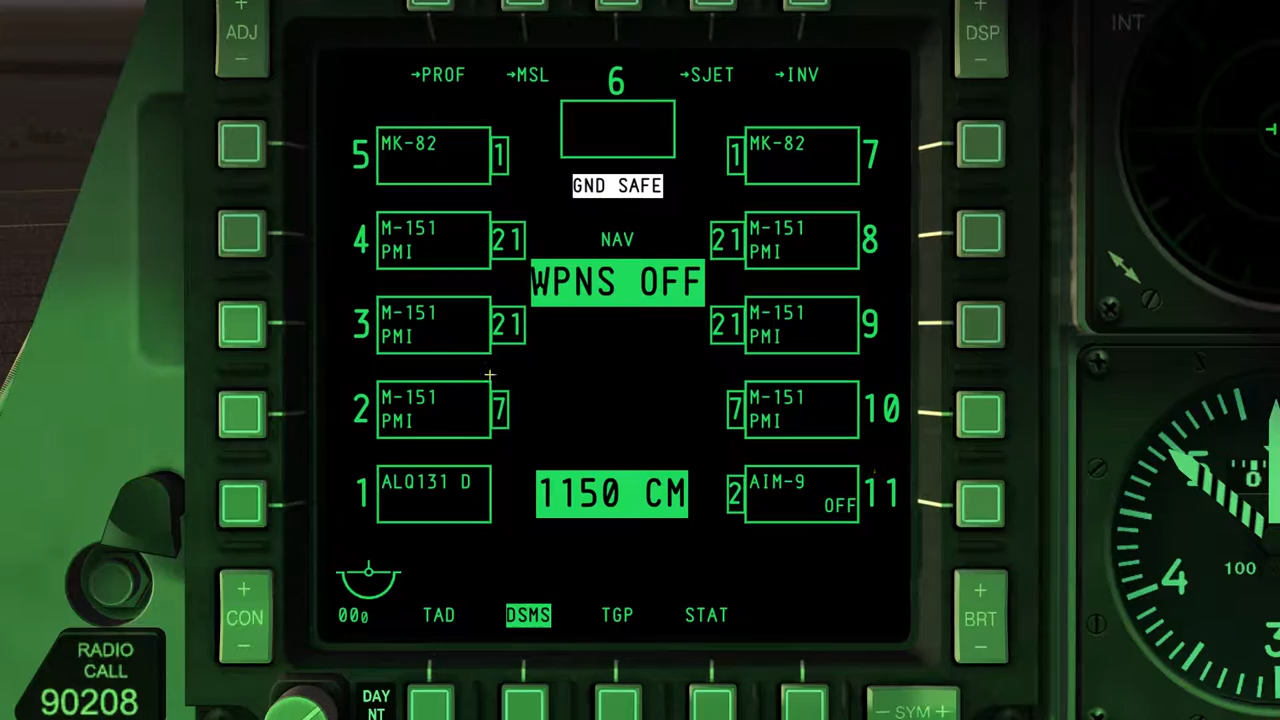 ADJ
DSP
INT
→PROF →MSL 6 →SJET →INV
5 MK-82 1
1 MK-82 7
GND SAFE
4 M-151 PMI 21
NAV
21 M-151 PMI 8
WPNS OFF
3 M-151 PMI 21
21 M-151 PMI 9
2 M-151 PMI 7
7 M-151 PMI 10
1 ALQ131 D
1150 CM
2 AIM-9 OFF 11
000 TAD DSMS TGP STAT
+ CON -
+ BRT -
RADIO
CALL
90208
DAY
NT
- SYM +
0
100
4
3